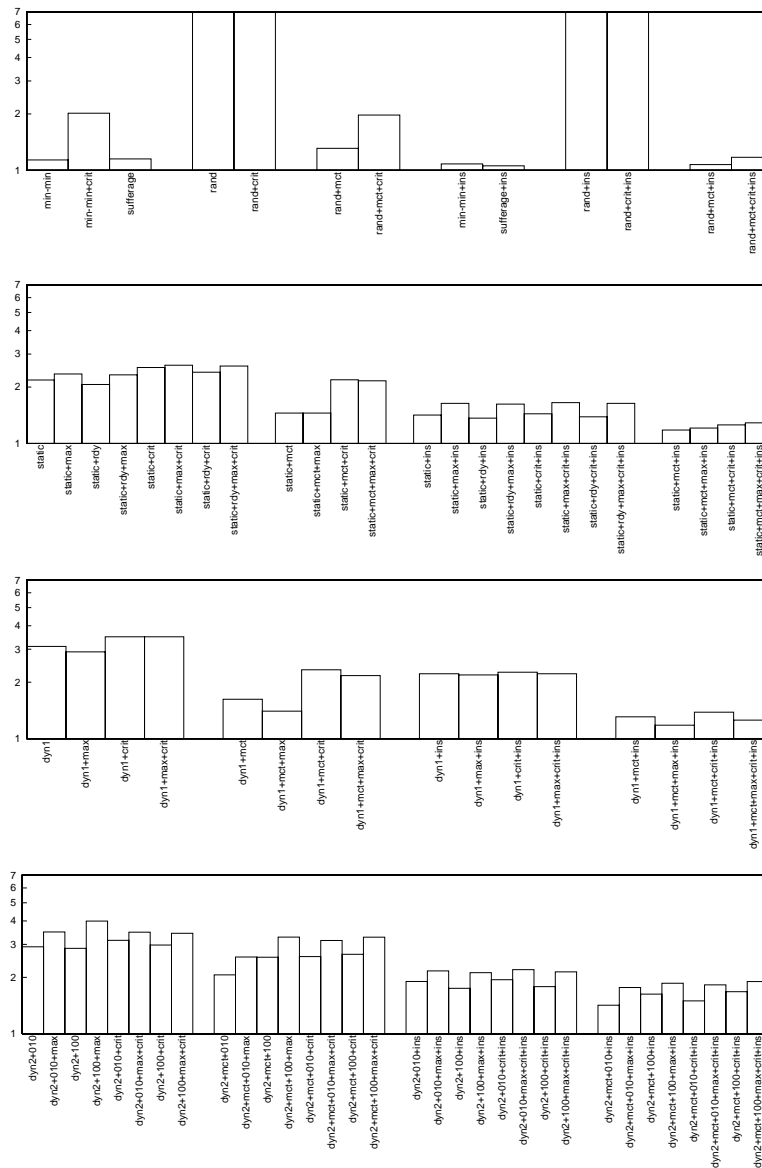 7
6
5
4
3
2
1
min-min
min-min+crit
sufferage
rand
rand+crit
rand+mct
rand+mct+crit
min-min+ins
sufferage+ins
rand+ins
rand+crit+ins
rand+mct+ins
rand+mct+crit+ins
7
6
5
4
3
2
1
static
static+max
static+rdy
static+rdy+max
static+crit
static+max+crit
static+rdy+crit
static+rdy+max+crit
static+mct
static+mct+max
static+mct+crit
static+mct+max+crit
static+ins
static+max+ins
static+rdy+ins
static+rdy+max+ins
static+crit+ins
static+max+crit+ins
static+rdy+crit+ins
static+rdy+max+crit+ins
static+mct+ins
static+mct+max+ins
static+mct+crit+ins
static+mct+max+crit+ins
7
6
5
4
3
2
1
dyn1
dyn1+max
dyn1+crit
dyn1+max+crit
dyn1+mct
dyn1+mct+max
dyn1+mct+crit
dyn1+mct+max+crit
dyn1+ins
dyn1+max+ins
dyn1+crit+ins
dyn1+max+crit+ins
dyn1+mct+ins
dyn1+mct+max+ins
dyn1+mct+crit+ins
dyn1+mct+max+crit+ins
7
6
5
4
3
2
1
dyn2+010
dyn2+010+max
dyn2+100
dyn2+100+max
dyn2+010+crit
dyn2+010+max+crit
dyn2+100+crit
dyn2+100+max+crit
dyn2+mct+010
dyn2+mct+010+max
dyn2+mct+100
dyn2+mct+100+max
dyn2+mct+010+crit
dyn2+mct+010+max+crit
dyn2+mct+100+crit
dyn2+mct+100+max+crit
dyn2+010+ins
dyn2+010+max+ins
dyn2+100+ins
dyn2+100+max+ins
dyn2+010+crit+ins
dyn2+010+max+crit+ins
dyn2+100+crit+ins
dyn2+100+max+crit+ins
dyn2+mct+010+ins
dyn2+mct+010+max+ins
dyn2+mct+100+ins
dyn2+mct+100+max+ins
dyn2+mct+010+crit+ins
dyn2+mct+010+max+crit+ins
dyn2+mct+100+crit+ins
dyn2+mct+100+max+crit+ins